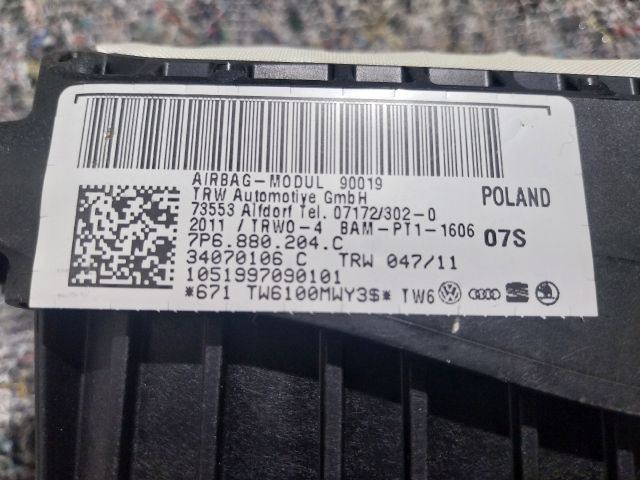 AIRBAG-MODUL 90019
TRW Automotive GmbH
73553 Alfdorf Tel. 07172/302-0
2011 / TRWO-4 BAM-PT1-1606
7P6.880.204.C
34070106 C TRW 047/11
1051997090101
*671 TW6100MWY3$* TW6
POLAND
07S